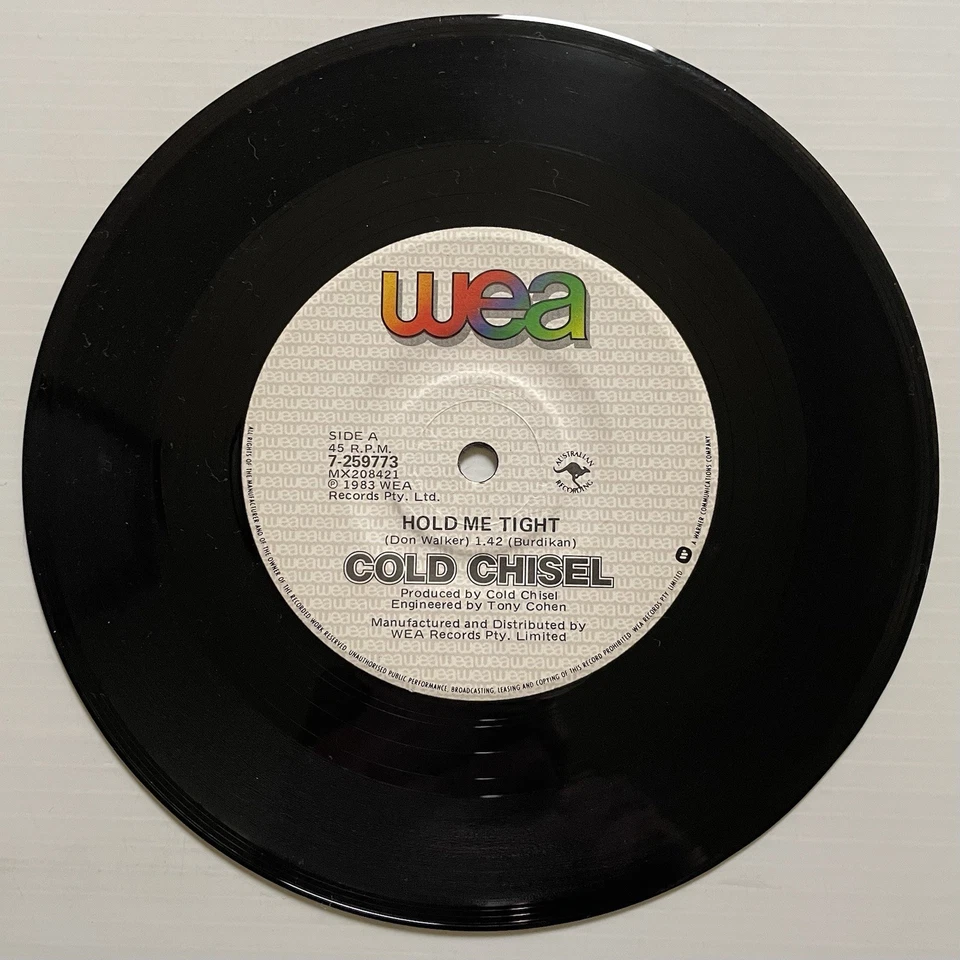 wea
SIDE A
45 R.P.M.
7-259773
MX208421
℗ 1983 WEA
Records Pty. Ltd.
AUSTRALIAN
RECORDING
HOLD ME TIGHT
(Don Walker) 1.42 (Burdikan)
COLD CHISEL
Produced by Cold Chisel
Engineered by Tony Cohen
Manufactured and Distributed by
WEA Records Pty. Limited
ALL RIGHTS OF THE MANUFACTURER AND OF THE OWNER OF THE RECORDED WORK RESERVED. UNAUTHORISED PUBLIC PERFORMANCE, BROADCASTING, LEASING AND COPYING OF THIS RECORD PROHIBITED. WEA RECORDS PTY. LIMITED. A WARNER COMMUNICATIONS COMPANY